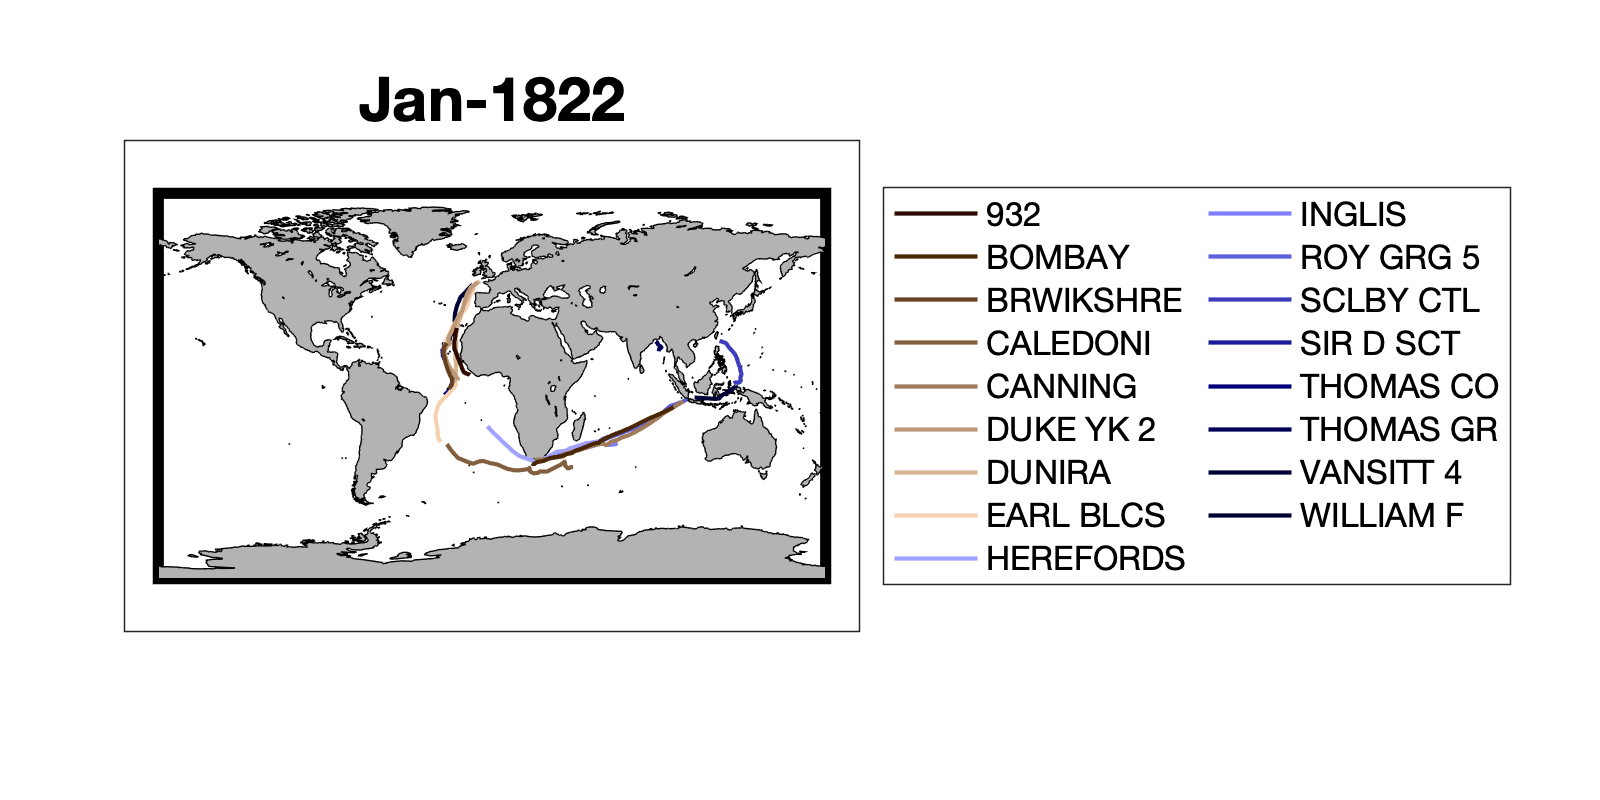 Jan-1822
932
BOMBAY
BRWIKSHRE
CALEDONI
CANNING
DUKE YK 2
DUNIRA
EARL BLCS
HEREFORDS
INGLIS
ROY GRG 5
SCLBY CTL
SIR D SCT
THOMAS CO
THOMAS GR
VANSITT 4
WILLIAM F